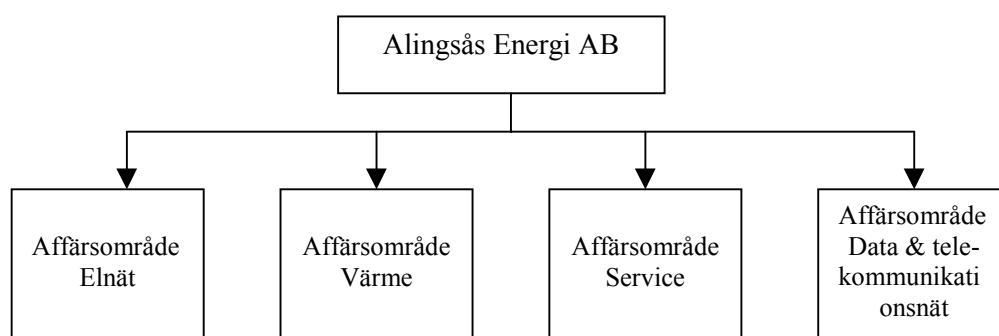 Alingsås Energi AB
Affärsområde
Elnät
Affärsområde
Värme
Affärsområde
Service
Affärsområde
Data & tele-
kommunikati
onsnät